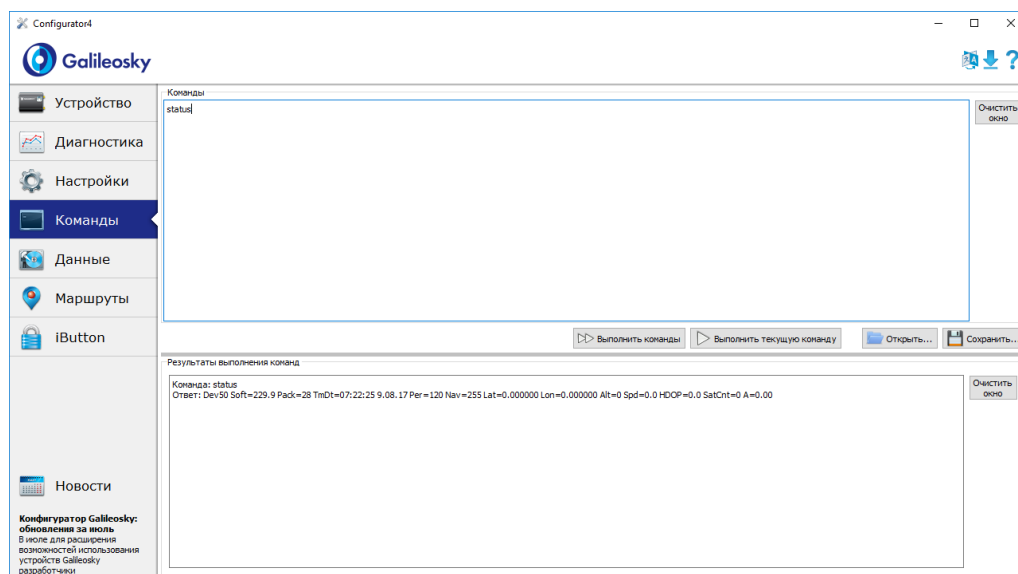 Configurator4
Galileosky
Устройство
Диагностика
Настройки
Команды
Данные
Маршруты
iButton
Новости
Конфигуратор Galileosky:
обновления за июль
В июле для расширения
возможностей использования
устройств Galileosky
разработчики
Команды
status
Очистить
окно
Выполнить команды
Выполнить текущую команду
Открыть...
Сохранить...
Результаты выполнения команд
Команда: status
Ответ: Dev50 Soft=229.9 Pack=28 TmDt=07:22:25 9.08.17 Per=120 Nav=255 Lat=0.000000 Lon=0.000000 Alt=0 Spd=0.0 HDOP=0.0 SatCnt=0 A=0.00
Очистить
окно